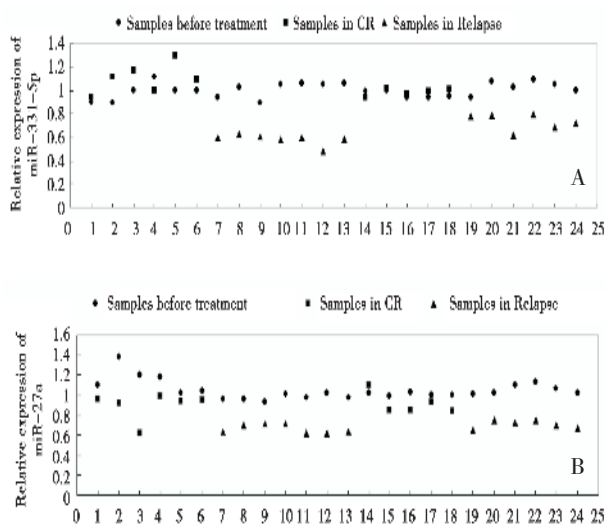 Samples before treatment Samples in CR Samples in Relapse
Relative expression of
miR-331-5p
1.4
1.2
1
0.8
0.6
0.4
0.2
0
A
0 1 2 3 4 5 6 7 8 9 10 11 12 13 14 15 16 17 18 19 20 21 22 23 24 25
Samples before treatment Samples in CR Samples in Relapse
Relative expression of
miR-27a
1.6
1.4
1.2
1
0.8
0.6
0.4
0.2
0
B
0 1 2 3 4 5 6 7 8 9 10 11 12 13 14 15 16 17 18 19 20 21 22 23 24 25